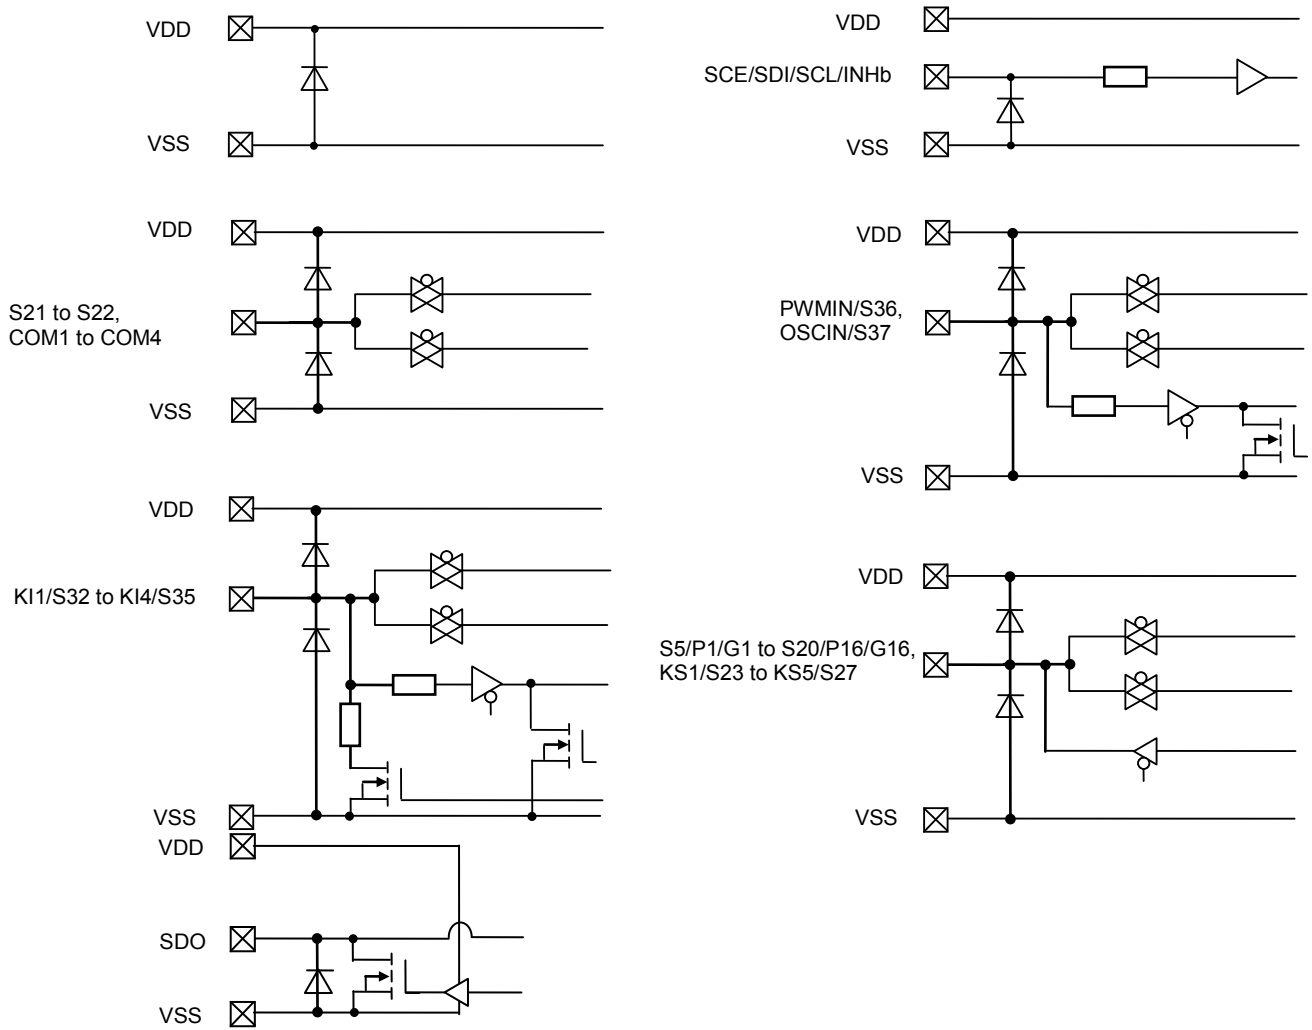 VDD
VSS
VDD
S21 to S22,
COM1 to COM4
VSS
VDD
KI1/S32 to KI4/S35
VSS
VDD
SDO
VSS
VDD
SCE/SDI/SCL/INHb
VSS
VDD
PWMIN/S36,
OSCIN/S37
VSS
VDD
S5/P1/G1 to S20/P16/G16,
KS1/S23 to KS5/S27
VSS